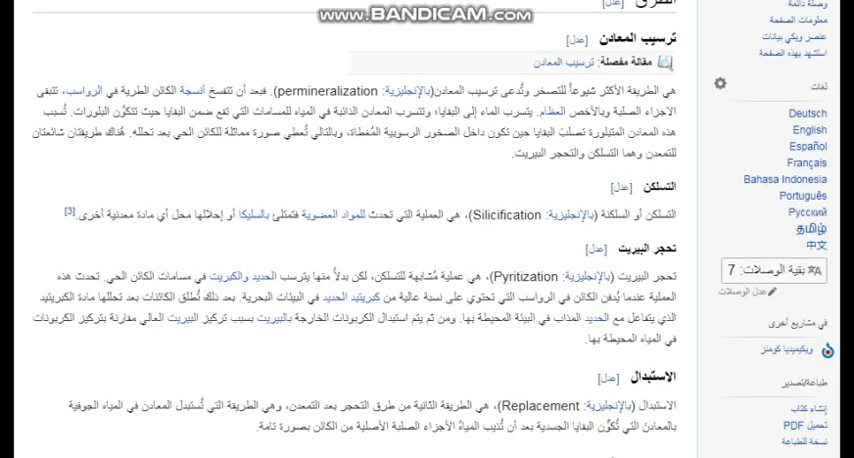 www.BANDICAM.com
الطرق [عدل]
ترسيب المعادن [عدل]
مقالة مفصلة: ترسيب المعادن
هي الطريقة الأكثر شيوعاً للتصخر وتُدعى ترسيب المعادن(بالإنجليزية: permineralization). فبعد أن تتفسخ أنسجة الكائن الطرية في الرواسب، تتبقى
الاجزاء الصلبة وبالأخص العظام. يتسرب الماء إلى البقايا؛ وتتسرب المعادن الذائبة في المياه للمسامات التي تقع ضمن البقايا حيث تتكوَّن البلورات. تُسبب
هذه المعادن المتبلورة تصلب البقايا حين تكون داخل الصخور الرسوبية المُغطاة، وبالتالي تُعطي صورة مماثلة للكائن الحي بعد تحلله. هُناك طريقتان شائعتان
للتمعدن وهما التسلكن والتحجر البيريت.
التسلكن [عدل]
التسلكن أو السلكنة (بالإنجليزية: Silicification)، هي العملية التي تحدث للمواد العضوية فتمتلئ بالسليكا أو إحلالها محل أي مادة معدنية أخرى.[3]
تحجر البيريت [عدل]
تحجر البيريت (بالإنجليزية: Pyritization)، هي عملية مُشابهة للتسلكن، لكن بدلاً منها يترسب الحديد والكبريت في مسامات الكائن الحي. تحدث هذه
العملية عندما يُدفن الكائن في الرواسب التي تحتوي على نسبة عالية من كبريتيد الحديد في البيئات البحرية. بعد ذلك تُطلق الكائنات بعد تحللها مادة الكبريتيد
الذي يتفاعل مع الحديد المذاب في البيئة المحيطة بها. ومن ثم يتم استبدال الكربونات الخارجة بالبيريت بسبب تركيز البيريت العالي مقارنة بتركيز الكربونات
في المياه المحيطة بها.
الاستبدال [عدل]
الاستبدال (بالإنجليزية: Replacement)، هي الطريقة الثانية من طرق التحجر بعد التمعدن، وهي الطريقة التي تُستبدل المعادن في المياه الجوفية
بالمعادن التي تُكوِّن البقايا الجسدية بعد أن تُذيب المياهُ الأجزاء الصلبة الأصلية من الكائن بصورة تامة.
وصلة دائمة
معلومات الصفحة
عنصر ويكي بيانات
استشهد بهذه الصفحة
لغات
Deutsch
English
Español
Français
Bahasa Indonesia
Português
Русский
தமிழ்
中文
بقية الوصلات: 7
عدل الوصلات
في مشاريع أخرى
ويكيميديا كومنز
طباعة/تصدير
إنشاء كتاب
تحميل PDF
نسخة للطباعة